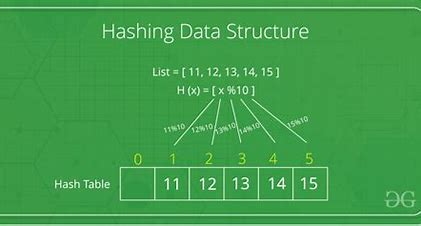 Hashing Data Structure
List = [ 11, 12, 13, 14, 15 ]
H (x) = [ x %10 ]
11%10 12%10 13%10 14%10 15%10
0 1 2 3 4 5
Hash Table 11 12 13 14 15